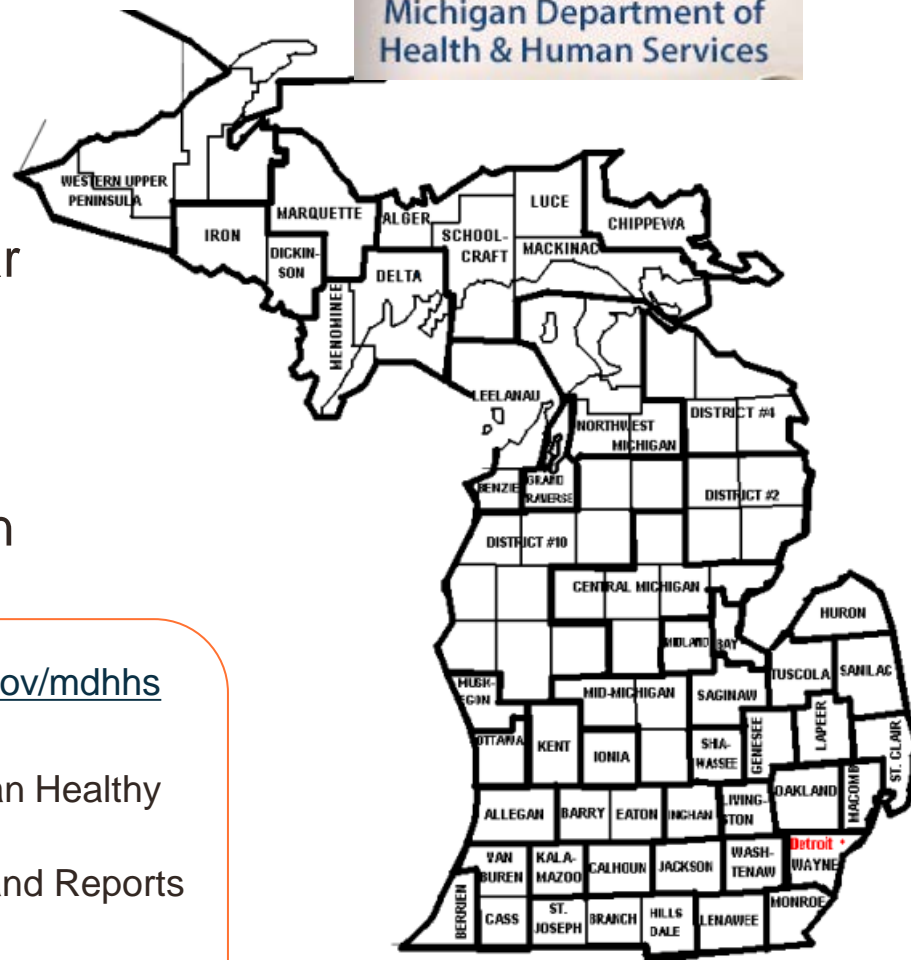 Michigan Department of
Health & Human Services
WESTERN UPPER
PENINSULA
MARQUETTE
ALGER
LUCE
CHIPPEWA
IRON
SCHOOL-
CRAFT
MACKINAC
DICKIN-
SON
DELTA
MENOMINEE
LEELANAU
NORTHWEST
MICHIGAN
DISTRICT #4
BENZIE
GRAND
TRAVERSE
DISTRICT #2
DISTRICT #10
CENTRAL MICHIGAN
HURON
MIDLAND
BAY
TUSCOLA
SANILAC
ov/mdhhs
MUSK-
EGON
MID-MICHIGAN
SAGINAW
GENESEE
LAPEER
ST. CLAIR
OTTAWA
KENT
IONIA
SHIA-
WASSEE
an Healthy
ALLEGAN
BARRY
EATON
INGHAN
LIVING-
STON
OAKLAND
MACOMB
and Reports
VAN
BUREN
KALA-
MAZOO
CALHOUN
JACKSON
WASH-
TENAW
Detroit
WAYNE
BERRIEN
CASS
ST.
JOSEPH
BRANCH
HILLS
DALE
LENAWEE
MONROE